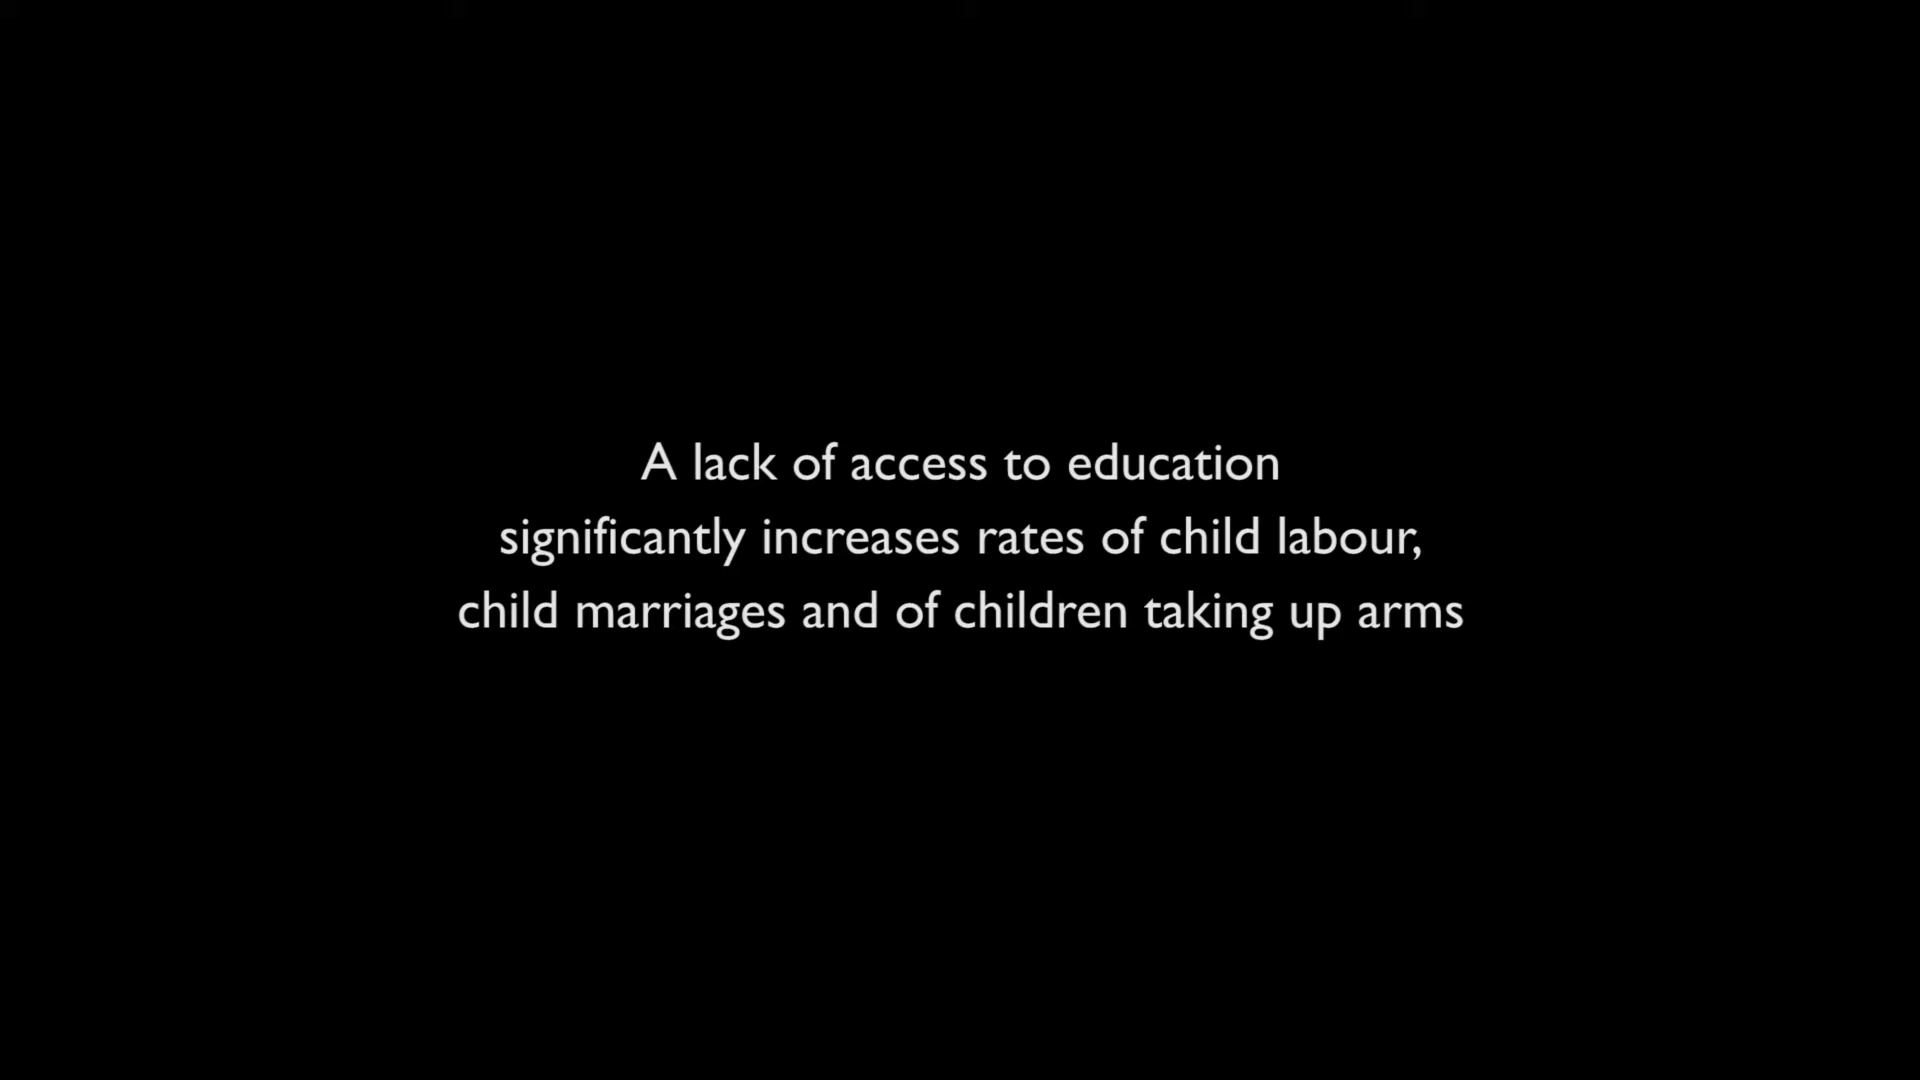 A lack of access to education
significantly increases rates of child labour,
child marriages and of children taking up arms